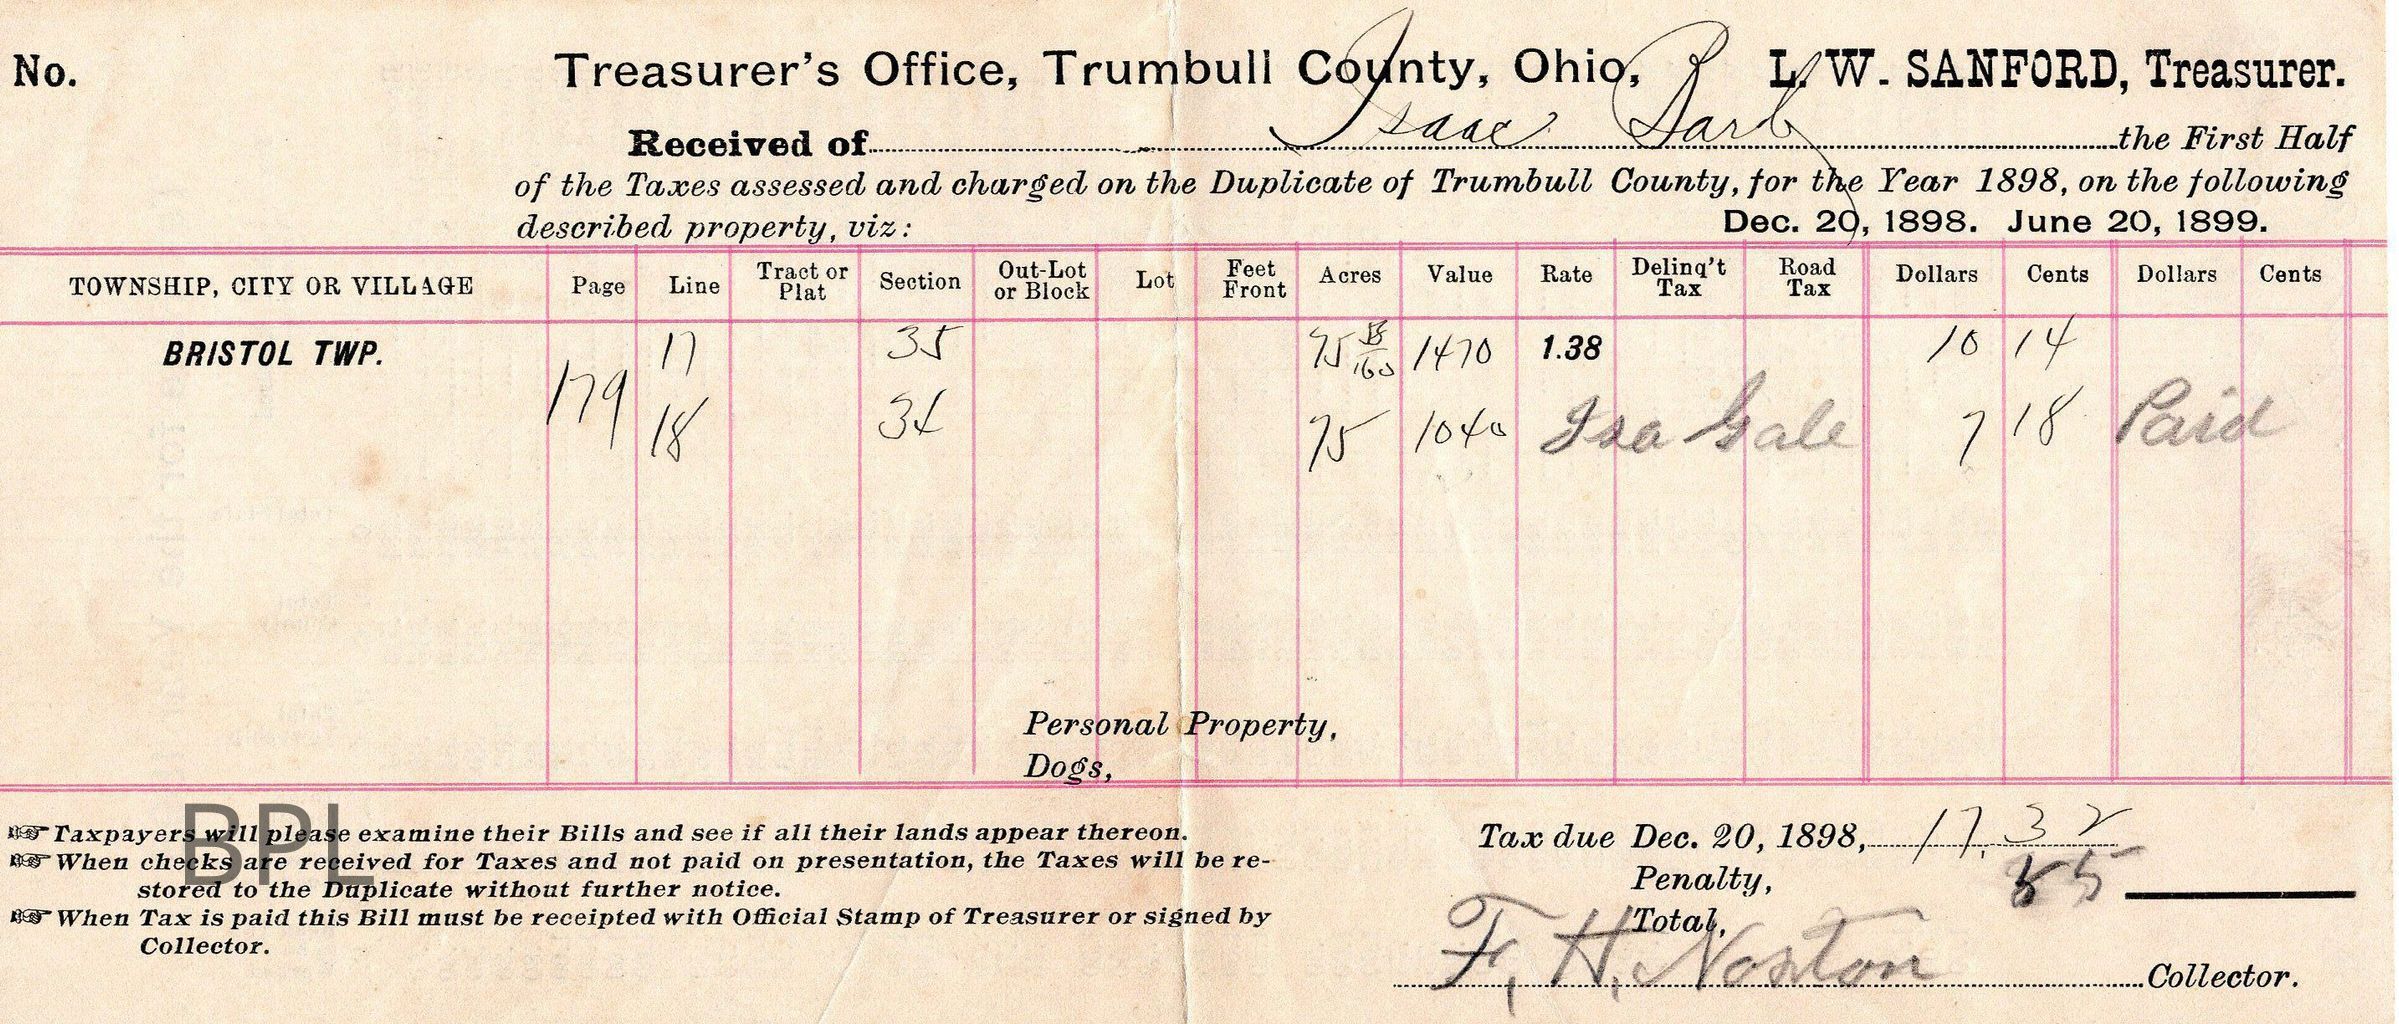 No. Treasurer's Office, Trumbull County, Ohio, L. W. SANFORD, Treasurer.
Received of Isaac Barb the First Half
of the Taxes assessed and charged on the Duplicate of Trumbull County, for the Year 1898, on the following
described property, viz: Dec. 20, 1898. June 20, 1899.
TOWNSHIP, CITY OR VILLAGE Page Line Tract or Plat Section Out-Lot or Block Lot Feet Front Acres Value Rate Delinq't Tax Road Tax Dollars Cents Dollars Cents
BRISTOL TWP. 17 35 75 /160 1470 1.38 10 14
179 18 34 75 1040 Isa Gale 7 18 Paid
Personal Property,
Dogs,
BPL
Taxpayers will please examine their Bills and see if all their lands appear thereon.
When checks are received for Taxes and not paid on presentation, the Taxes will be re-
stored to the Duplicate without further notice.
When Tax is paid this Bill must be receipted with Official Stamp of Treasurer or signed by
Collector.
Tax due Dec. 20, 1898, 17.32
Penalty, 55
Total,
F. H. Norton Collector.